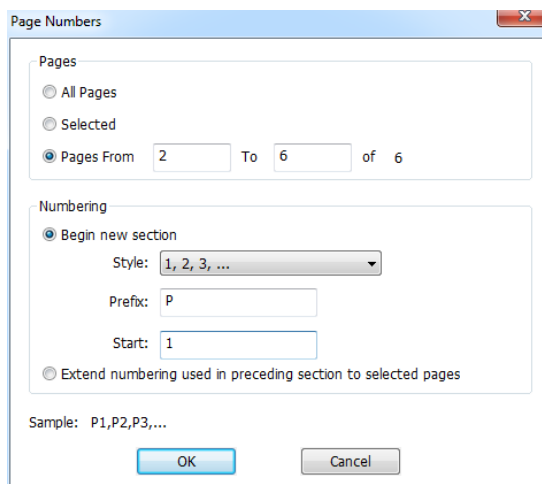 Page Numbers
Pages
All Pages
Selected
Pages From 2 To 6 of 6
Numbering
Begin new section
Style: 1, 2, 3, ...
Prefix: P
Start: 1
Extend numbering used in preceding section to selected pages
Sample: P1,P2,P3,...
OK Cancel